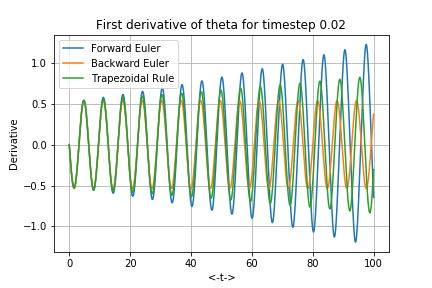 First derivative of theta for timestep 0.02
Forward Euler
Backward Euler
Trapezoidal Rule
Derivative
1.0
0.5
0.0
−0.5
−1.0
0 20 40 60 80 100
<-t->